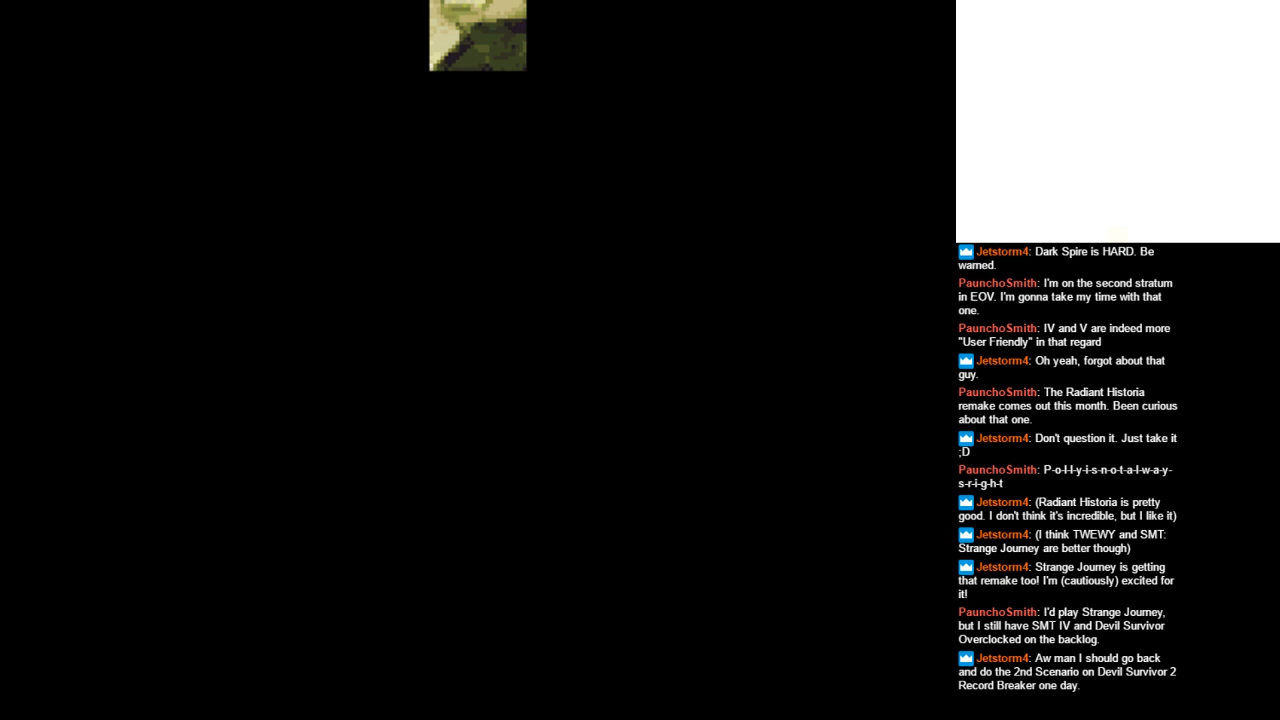 Jetstorm4: Dark Spire is HARD. Be
warned.
PaunchoSmith: I'm on the second stratum
in EOV. I'm gonna take my time with that
one.
PaunchoSmith: IV and V are indeed more
"User Friendly" in that regard
Jetstorm4: Oh yeah, forgot about that
guy.
PaunchoSmith: The Radiant Historia
remake comes out this month. Been curious
about that one.
Jetstorm4: Don't question it. Just take it
;D
PaunchoSmith: P-o-l-l-y-i-s-n-o-t-a-l-w-a-y-
s-r-i-g-h-t
Jetstorm4: (Radiant Historia is pretty
good. I don't think it's incredible, but I like it)
Jetstorm4: (I think TWEWY and SMT:
Strange Journey are better though)
Jetstorm4: Strange Journey is getting
that remake too! I'm (cautiously) excited for
it!
PaunchoSmith: I'd play Strange Journey,
but I still have SMT IV and Devil Survivor
Overclocked on the backlog.
Jetstorm4: Aw man I should go back
and do the 2nd Scenario on Devil Survivor 2
Record Breaker one day.